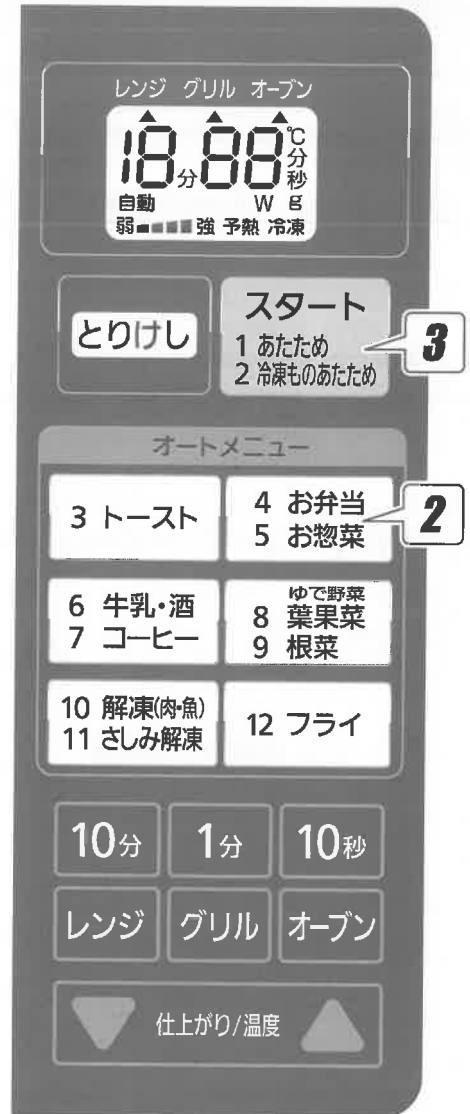 レンジ グリル オーブン
18分88℃分秒
自動 W g
弱 強 予熱 冷凍
とりけし
スタート
1 あたため
2 冷凍ものあたため
3
オートメニュー
3 トースト
4 お弁当
5 お惣菜
2
6 牛乳・酒
7 コーヒー
ゆで野菜
8 葉果菜
9 根菜
10 解凍(肉・魚)
11 さしみ解凍
12 フライ
10分 1分 10秒
レンジ グリル オーブン
仕上がり/温度